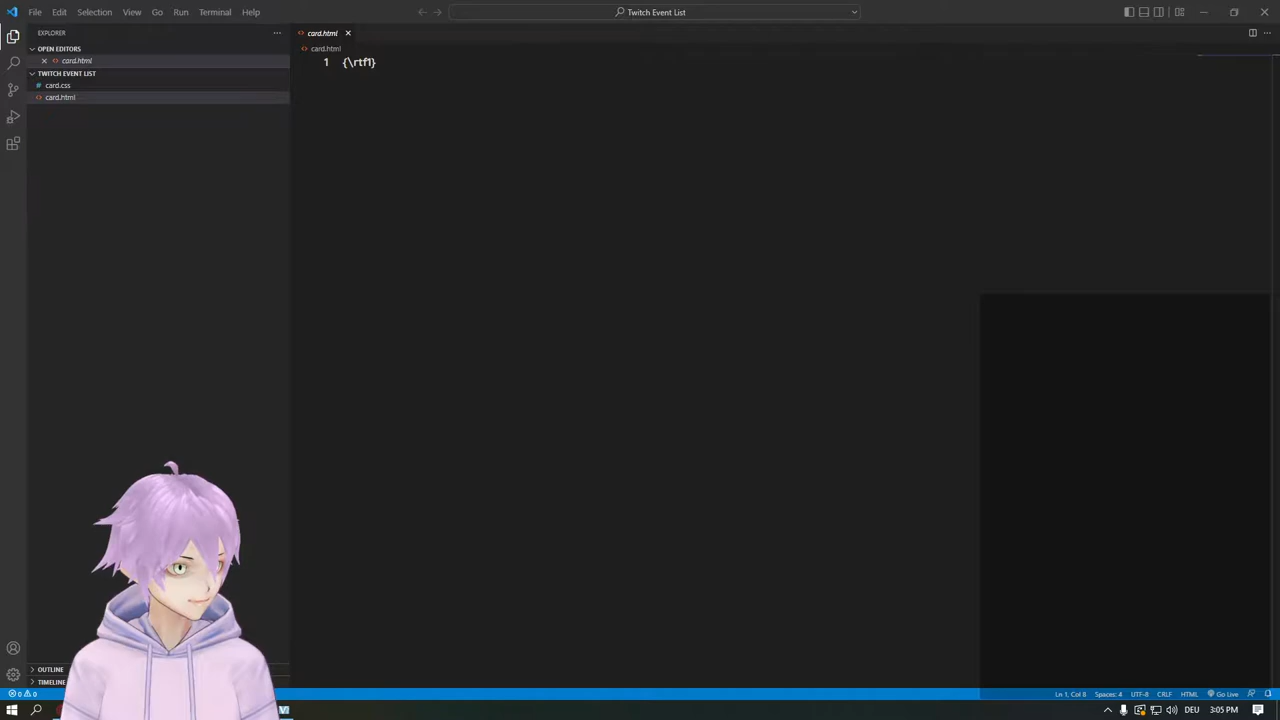 File Edit Selection View Go Run Terminal Help
Twitch Event List
EXPLORER
OPEN EDITORS
card.html
TWITCH EVENT LIST
card.css
card.html
OUTLINE
TIMELINE
card.html
card.html
1 {\rtf1}
0 0
Ln 1, Col 8 Spaces: 4 UTF-8 CRLF HTML Go Live
DEU 3:05 PM